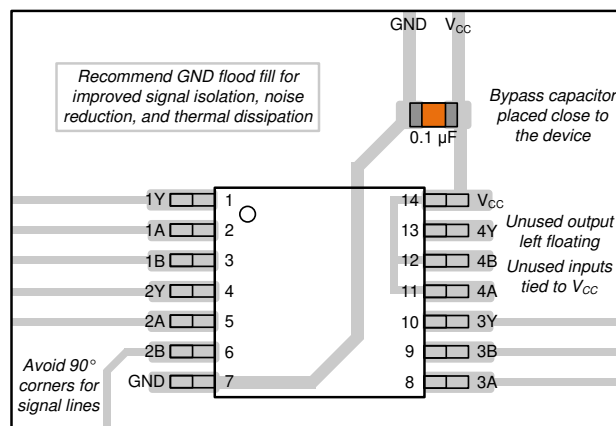 GND VCC
Recommend GND flood fill for
improved signal isolation, noise
reduction, and thermal dissipation
Bypass capacitor
placed close to
the device
0.1 µF
1Y 1 14 VCC
1A 2 13 4Y
Unused output
left floating
1B 3 12 4B
Unused inputs
tied to VCC
2Y 4 11 4A
2A 5 10 3Y
2B 6 9 3B
GND 7 8 3A
Avoid 90°
corners for
signal lines